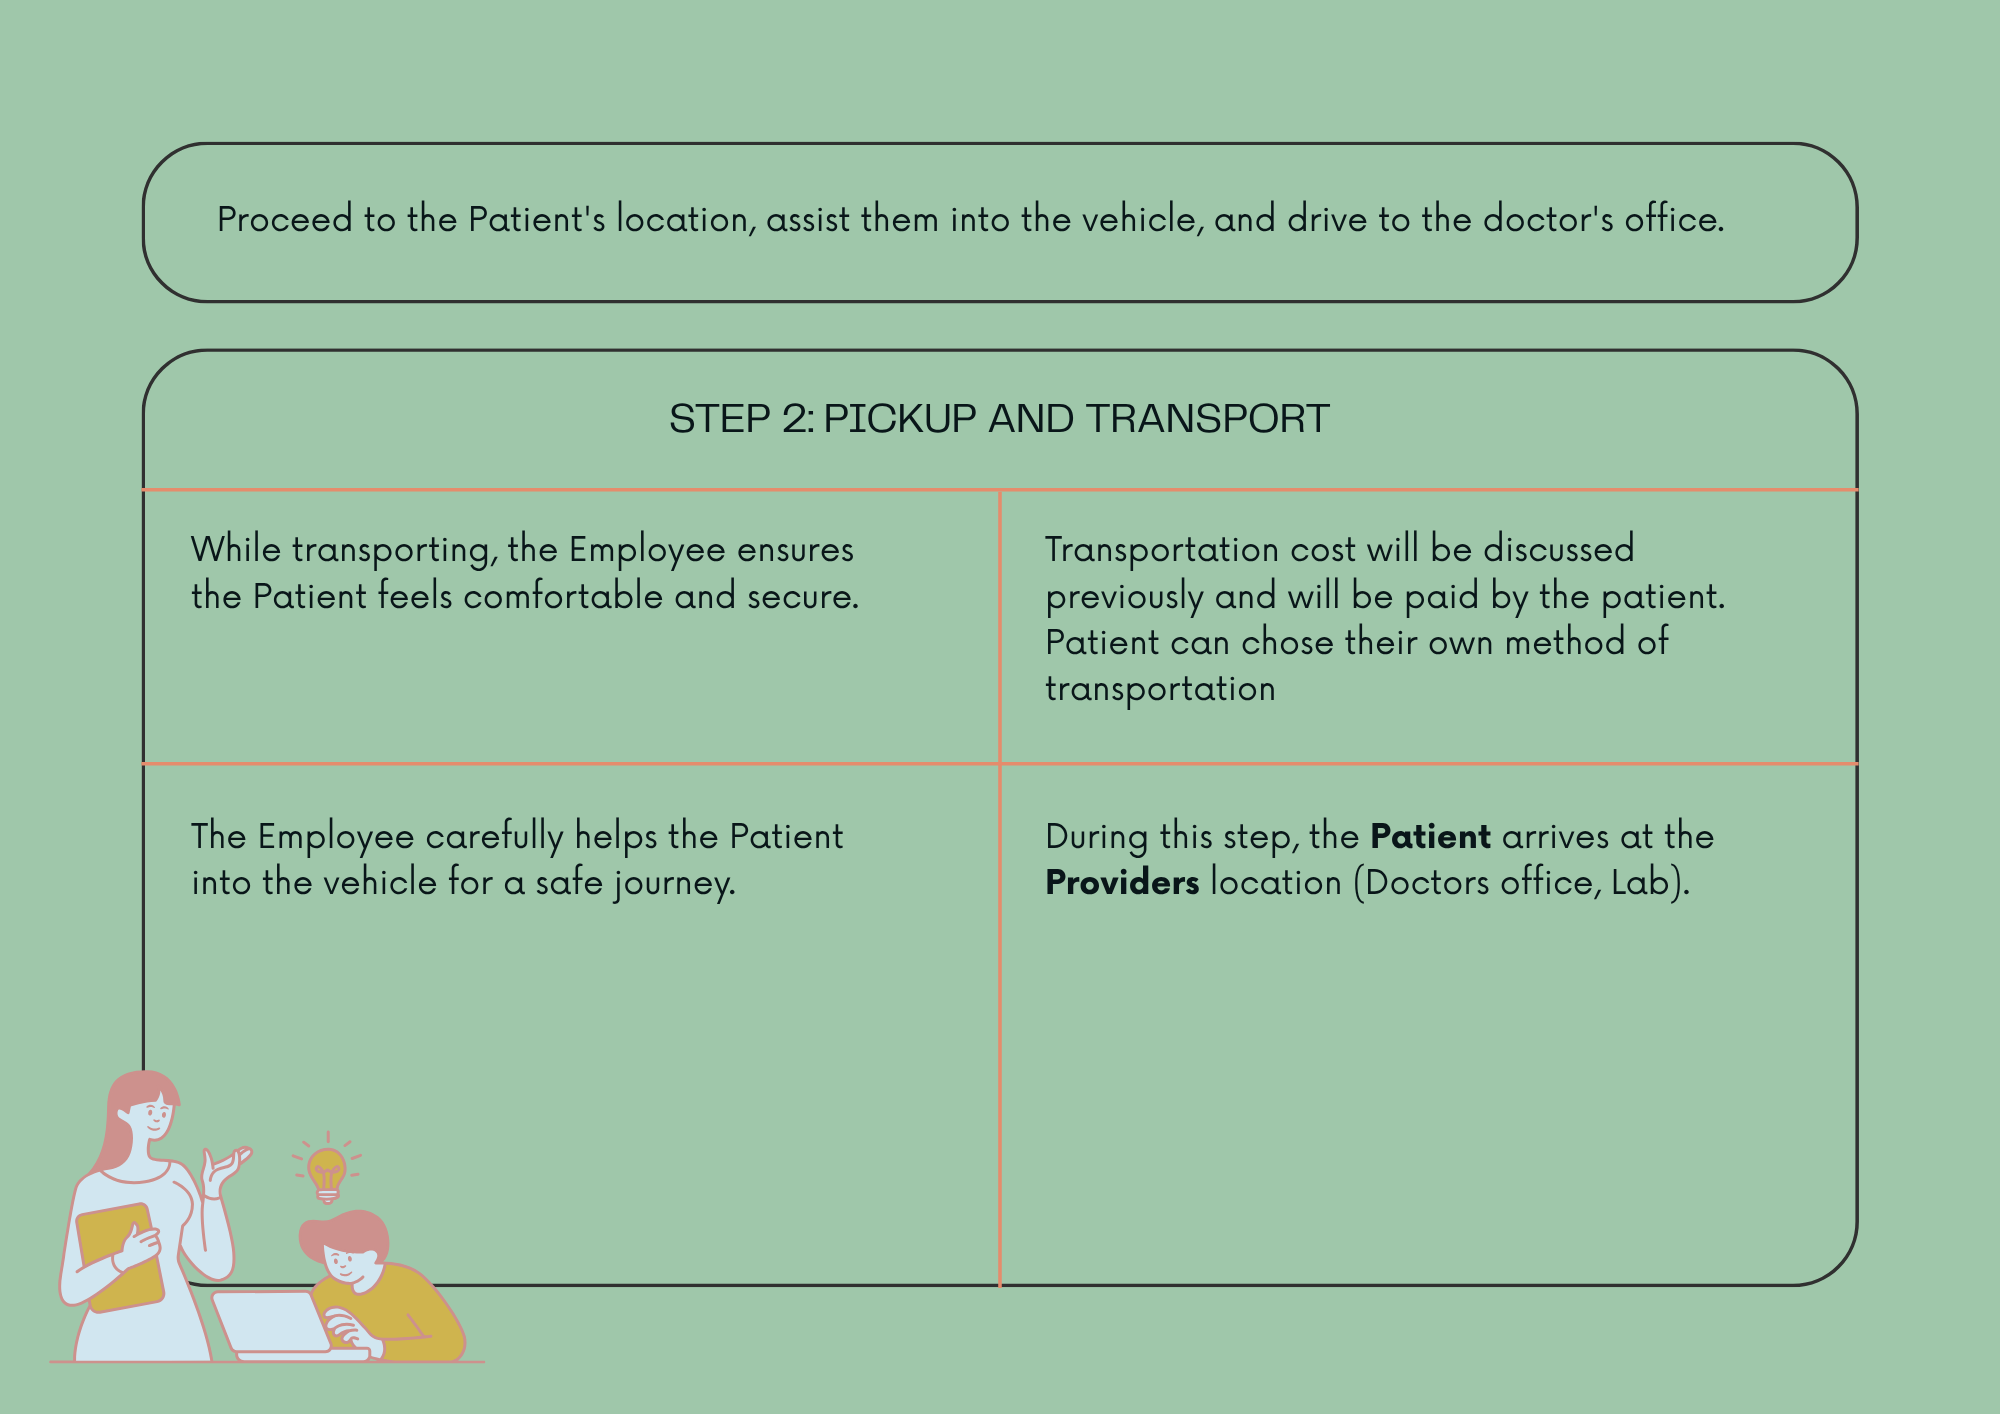 Proceed to the Patient's location, assist them into the vehicle, and drive to the doctor's office.
STEP 2: PICKUP AND TRANSPORT
While transporting, the Employee ensures
the Patient feels comfortable and secure.
Transportation cost will be discussed
previously and will be paid by the patient.
Patient can chose their own method of
transportation
The Employee carefully helps the Patient
into the vehicle for a safe journey.
During this step, the Patient arrives at the
Providers location (Doctors office, Lab).